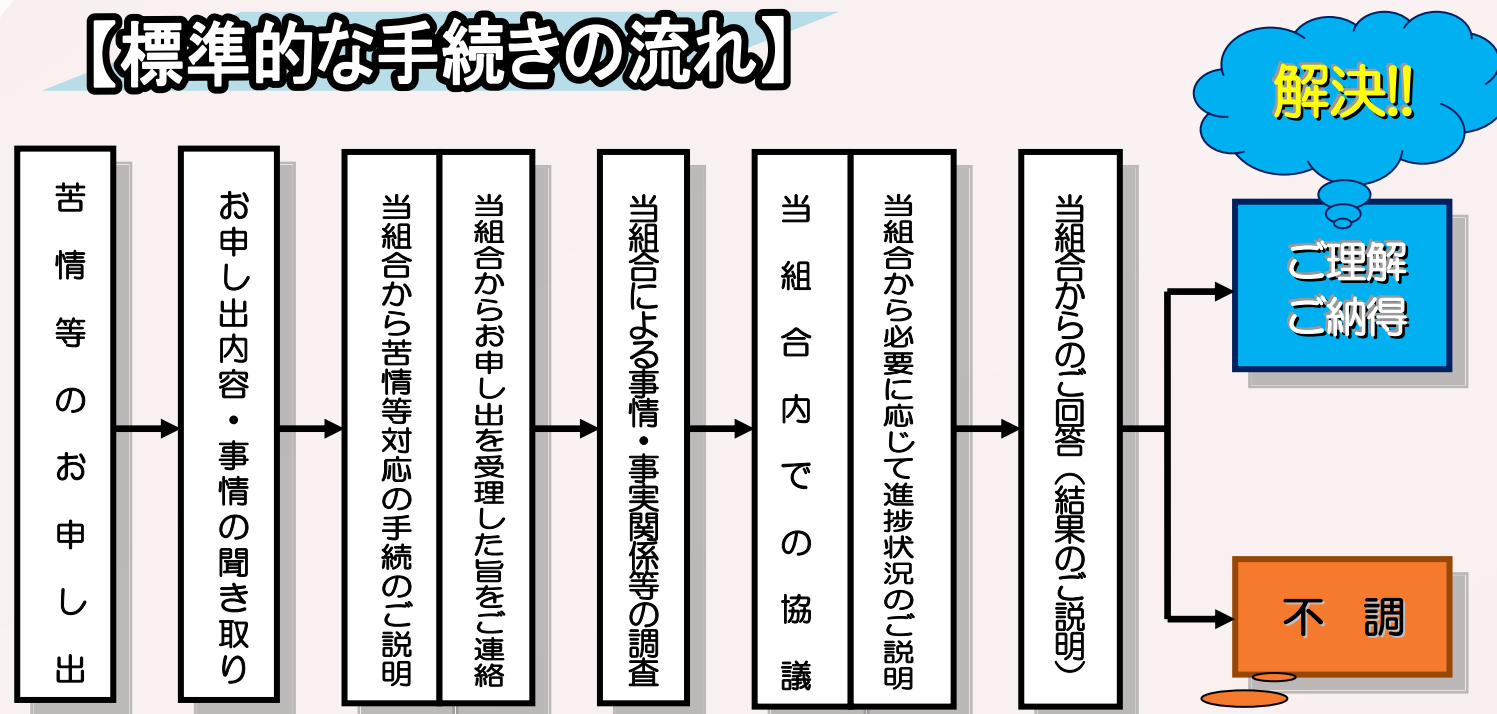 【標準的な手続きの流れ】
苦情等のお申し出
お申し出内容・事情の聞き取り
当組合から苦情等対応の手続のご説明
当組合からお申し出を受理した旨をご連絡
当組合による事情・事実関係等の調査
当組合内での協議
当組合から必要に応じて進捗状況のご説明
当組合からのご回答（結果のご説明）
解決!!
ご理解
ご納得
不　調